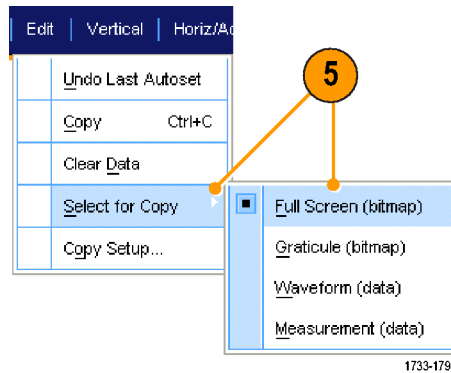 Edit Vertical Horiz/Ac
Undo Last Autoset
Copy Ctrl+C
Clear Data
Select for Copy
Copy Setup...
5
Full Screen (bitmap)
Graticule (bitmap)
Waveform (data)
Measurement (data)
1733-179